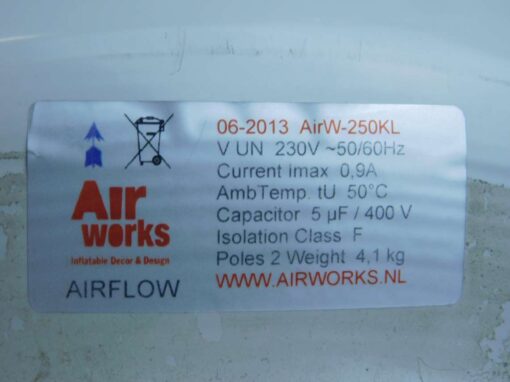 06-2013 AirW-250KL
V UN 230V ~50/60Hz
Current Imax 0,9A
AmbTemp. tU 50°C
Capacitor 5 µF / 400 V
Isolation Class F
Poles 2 Weight 4,1 kg
WWW.AIRWORKS.NL
Air
works
Inflatable Decor & Design
AIRFLOW